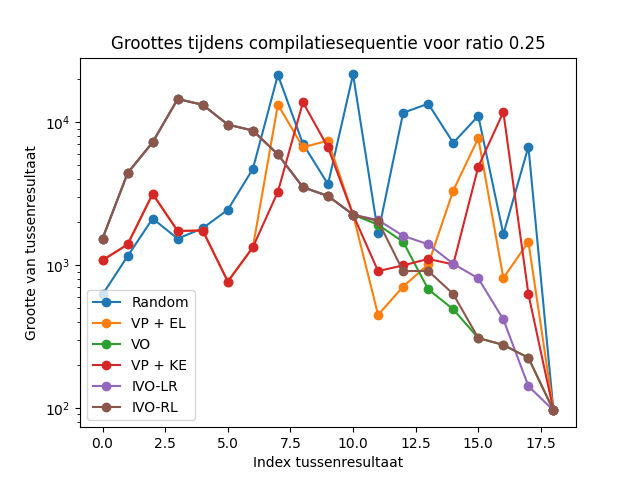 Groottes tijdens compilatiesequentie voor ratio 0.25
Grootte van tussenresultaat
10^4
10^3
10^2
Random
VP + EL
VO
VP + KE
IVO-LR
IVO-RL
0.0 2.5 5.0 7.5 10.0 12.5 15.0 17.5
Index tussenresultaat